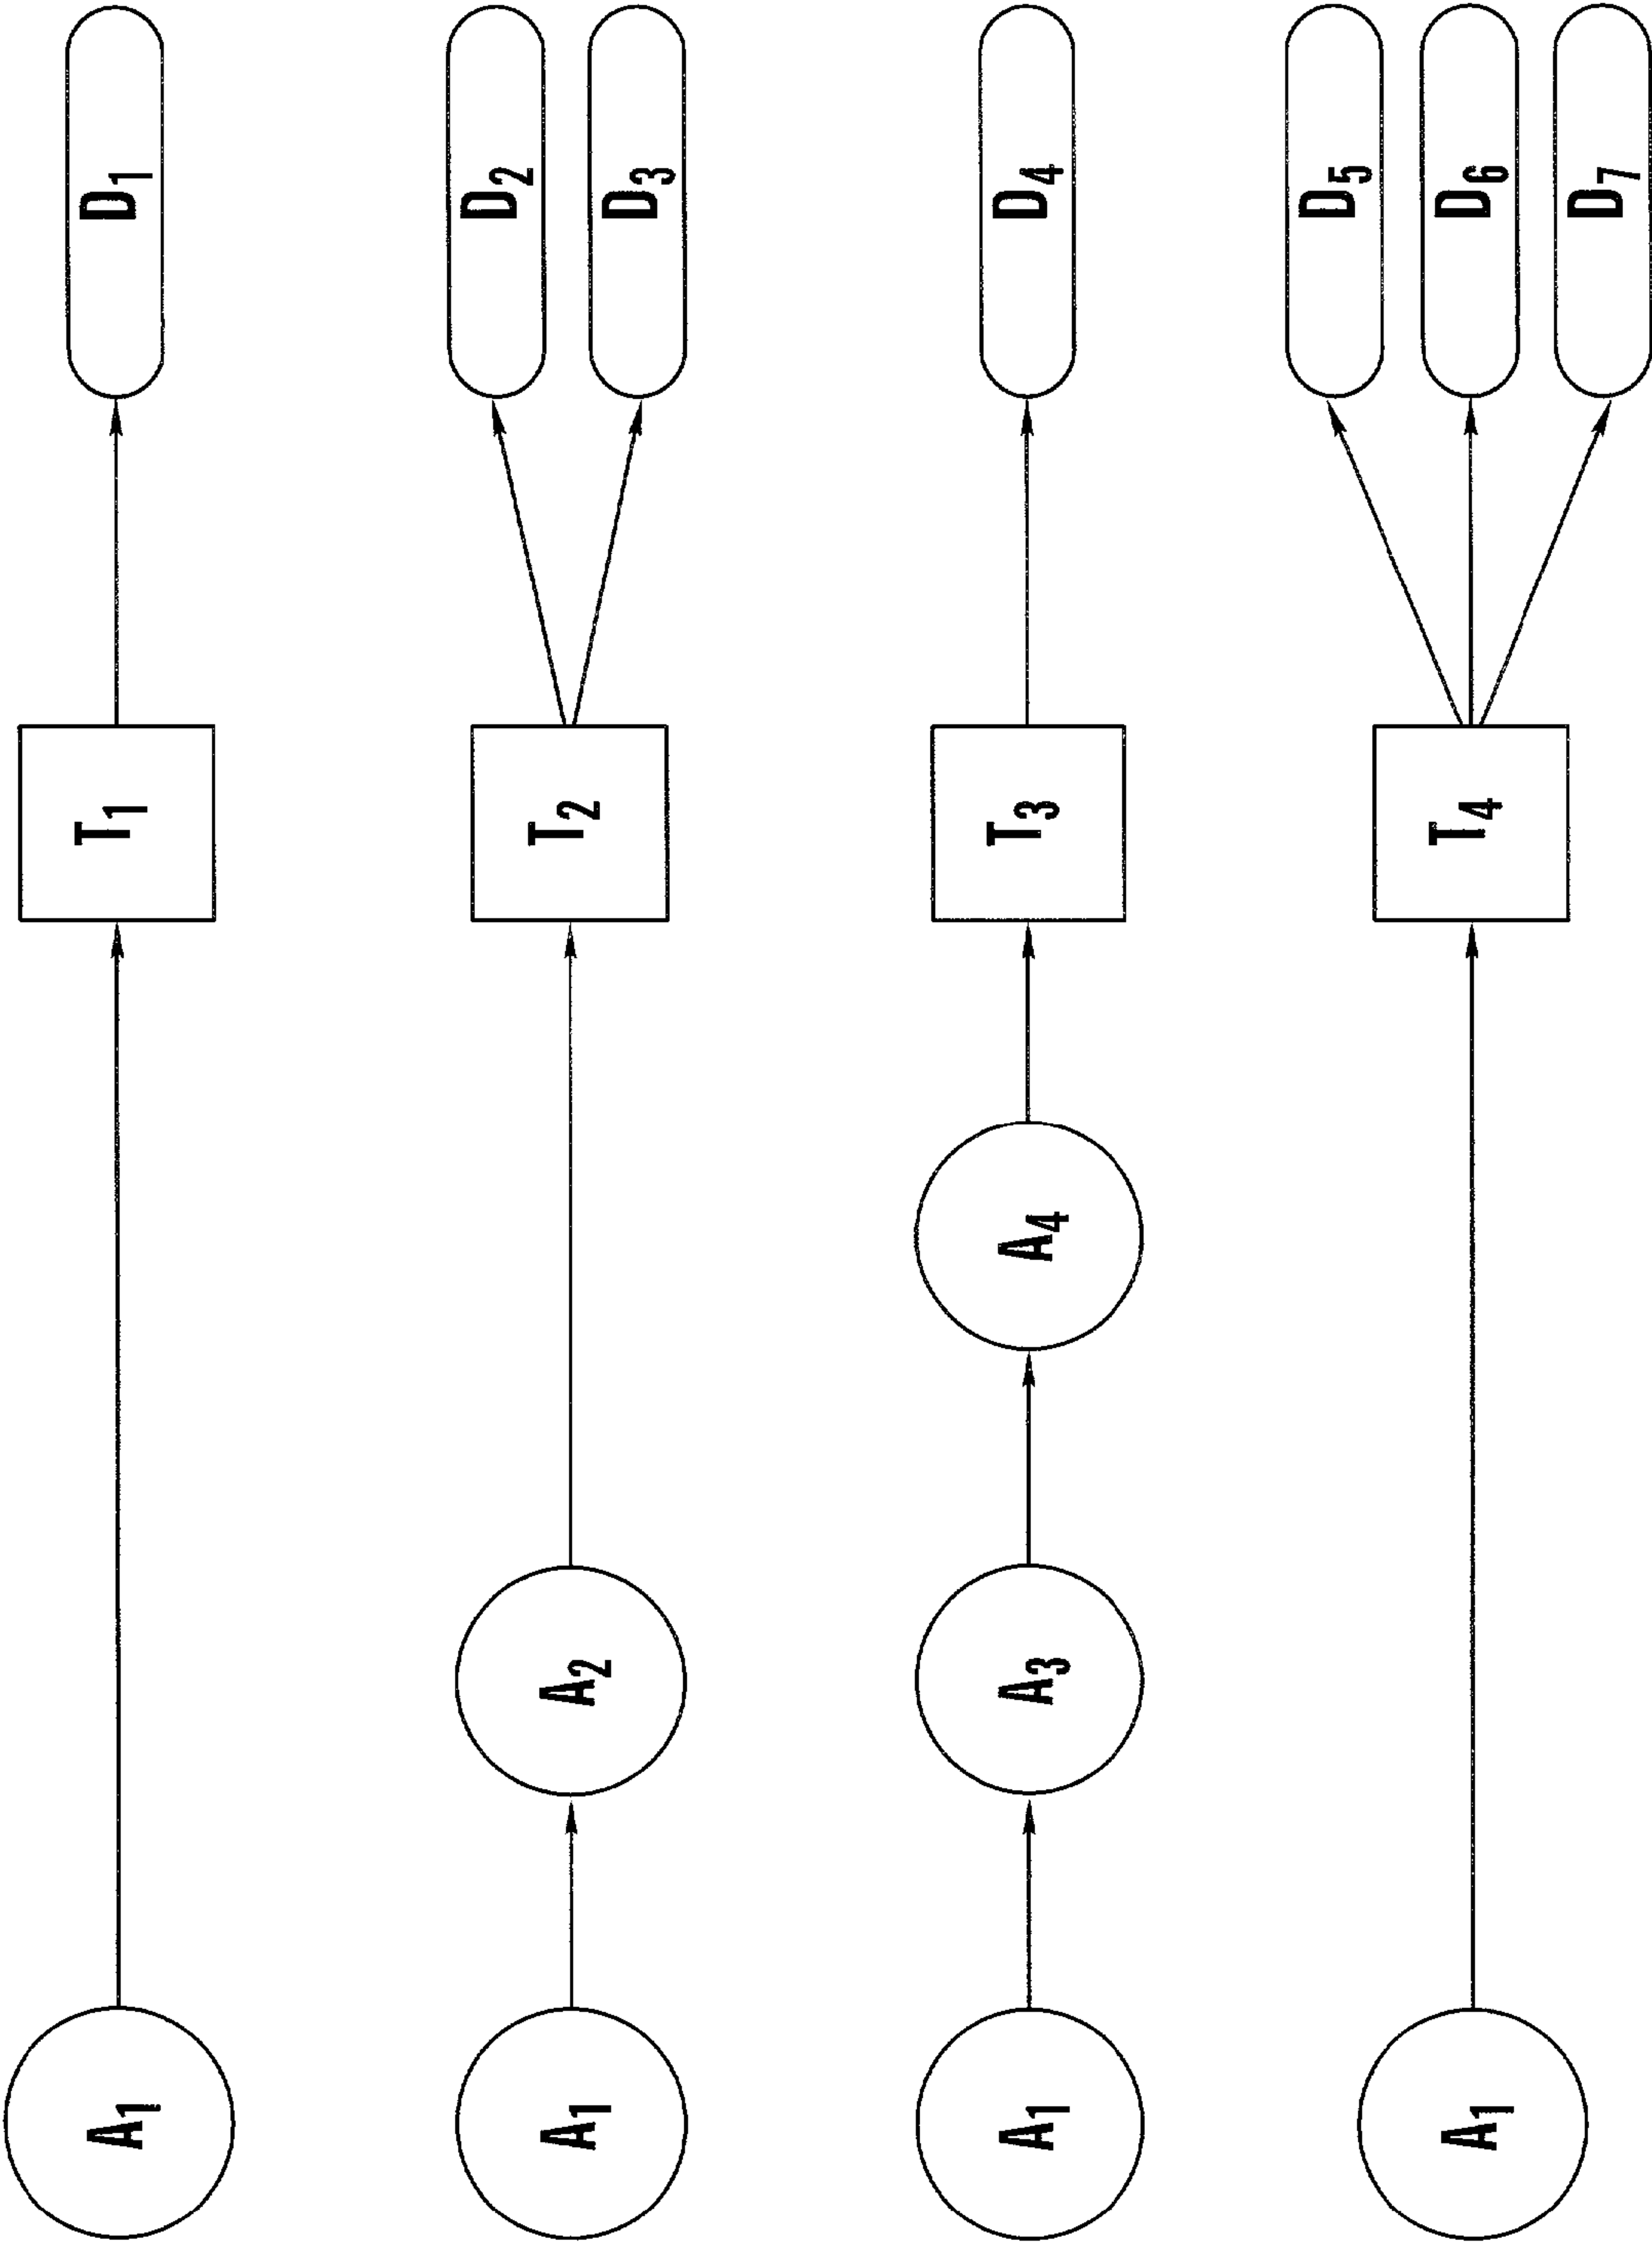 A₁
T₁
D₁
A₁
A₂
T₂
D₂
D₃
A₁
A₃
A₄
T₃
D₄
A₁
T₄
D₅
D₆
D₇